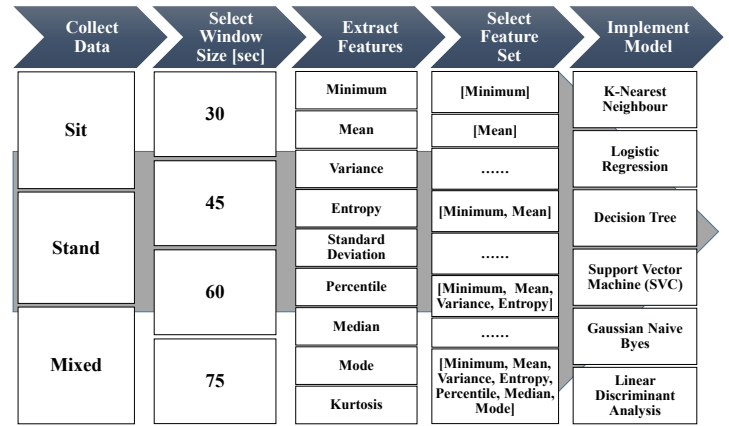 Collect
Data
Select
Window
Size [sec]
Extract
Features
Select
Feature
Set
Implement
Model
Sit
Stand
Mixed
30
45
60
75
Minimum
Mean
Variance
Entropy
Standard
Deviation
Percentile
Median
Mode
Kurtosis
[Minimum]
[Mean]
......
[Minimum, Mean]
......
[Minimum, Mean,
Variance, Entropy]
......
[Minimum, Mean,
Variance, Entropy,
Percentile, Median,
Mode]
K-Nearest
Neighbour
Logistic
Regression
Decision Tree
Support Vector
Machine (SVC)
Gaussian Naive
Byes
Linear
Discriminant
Analysis